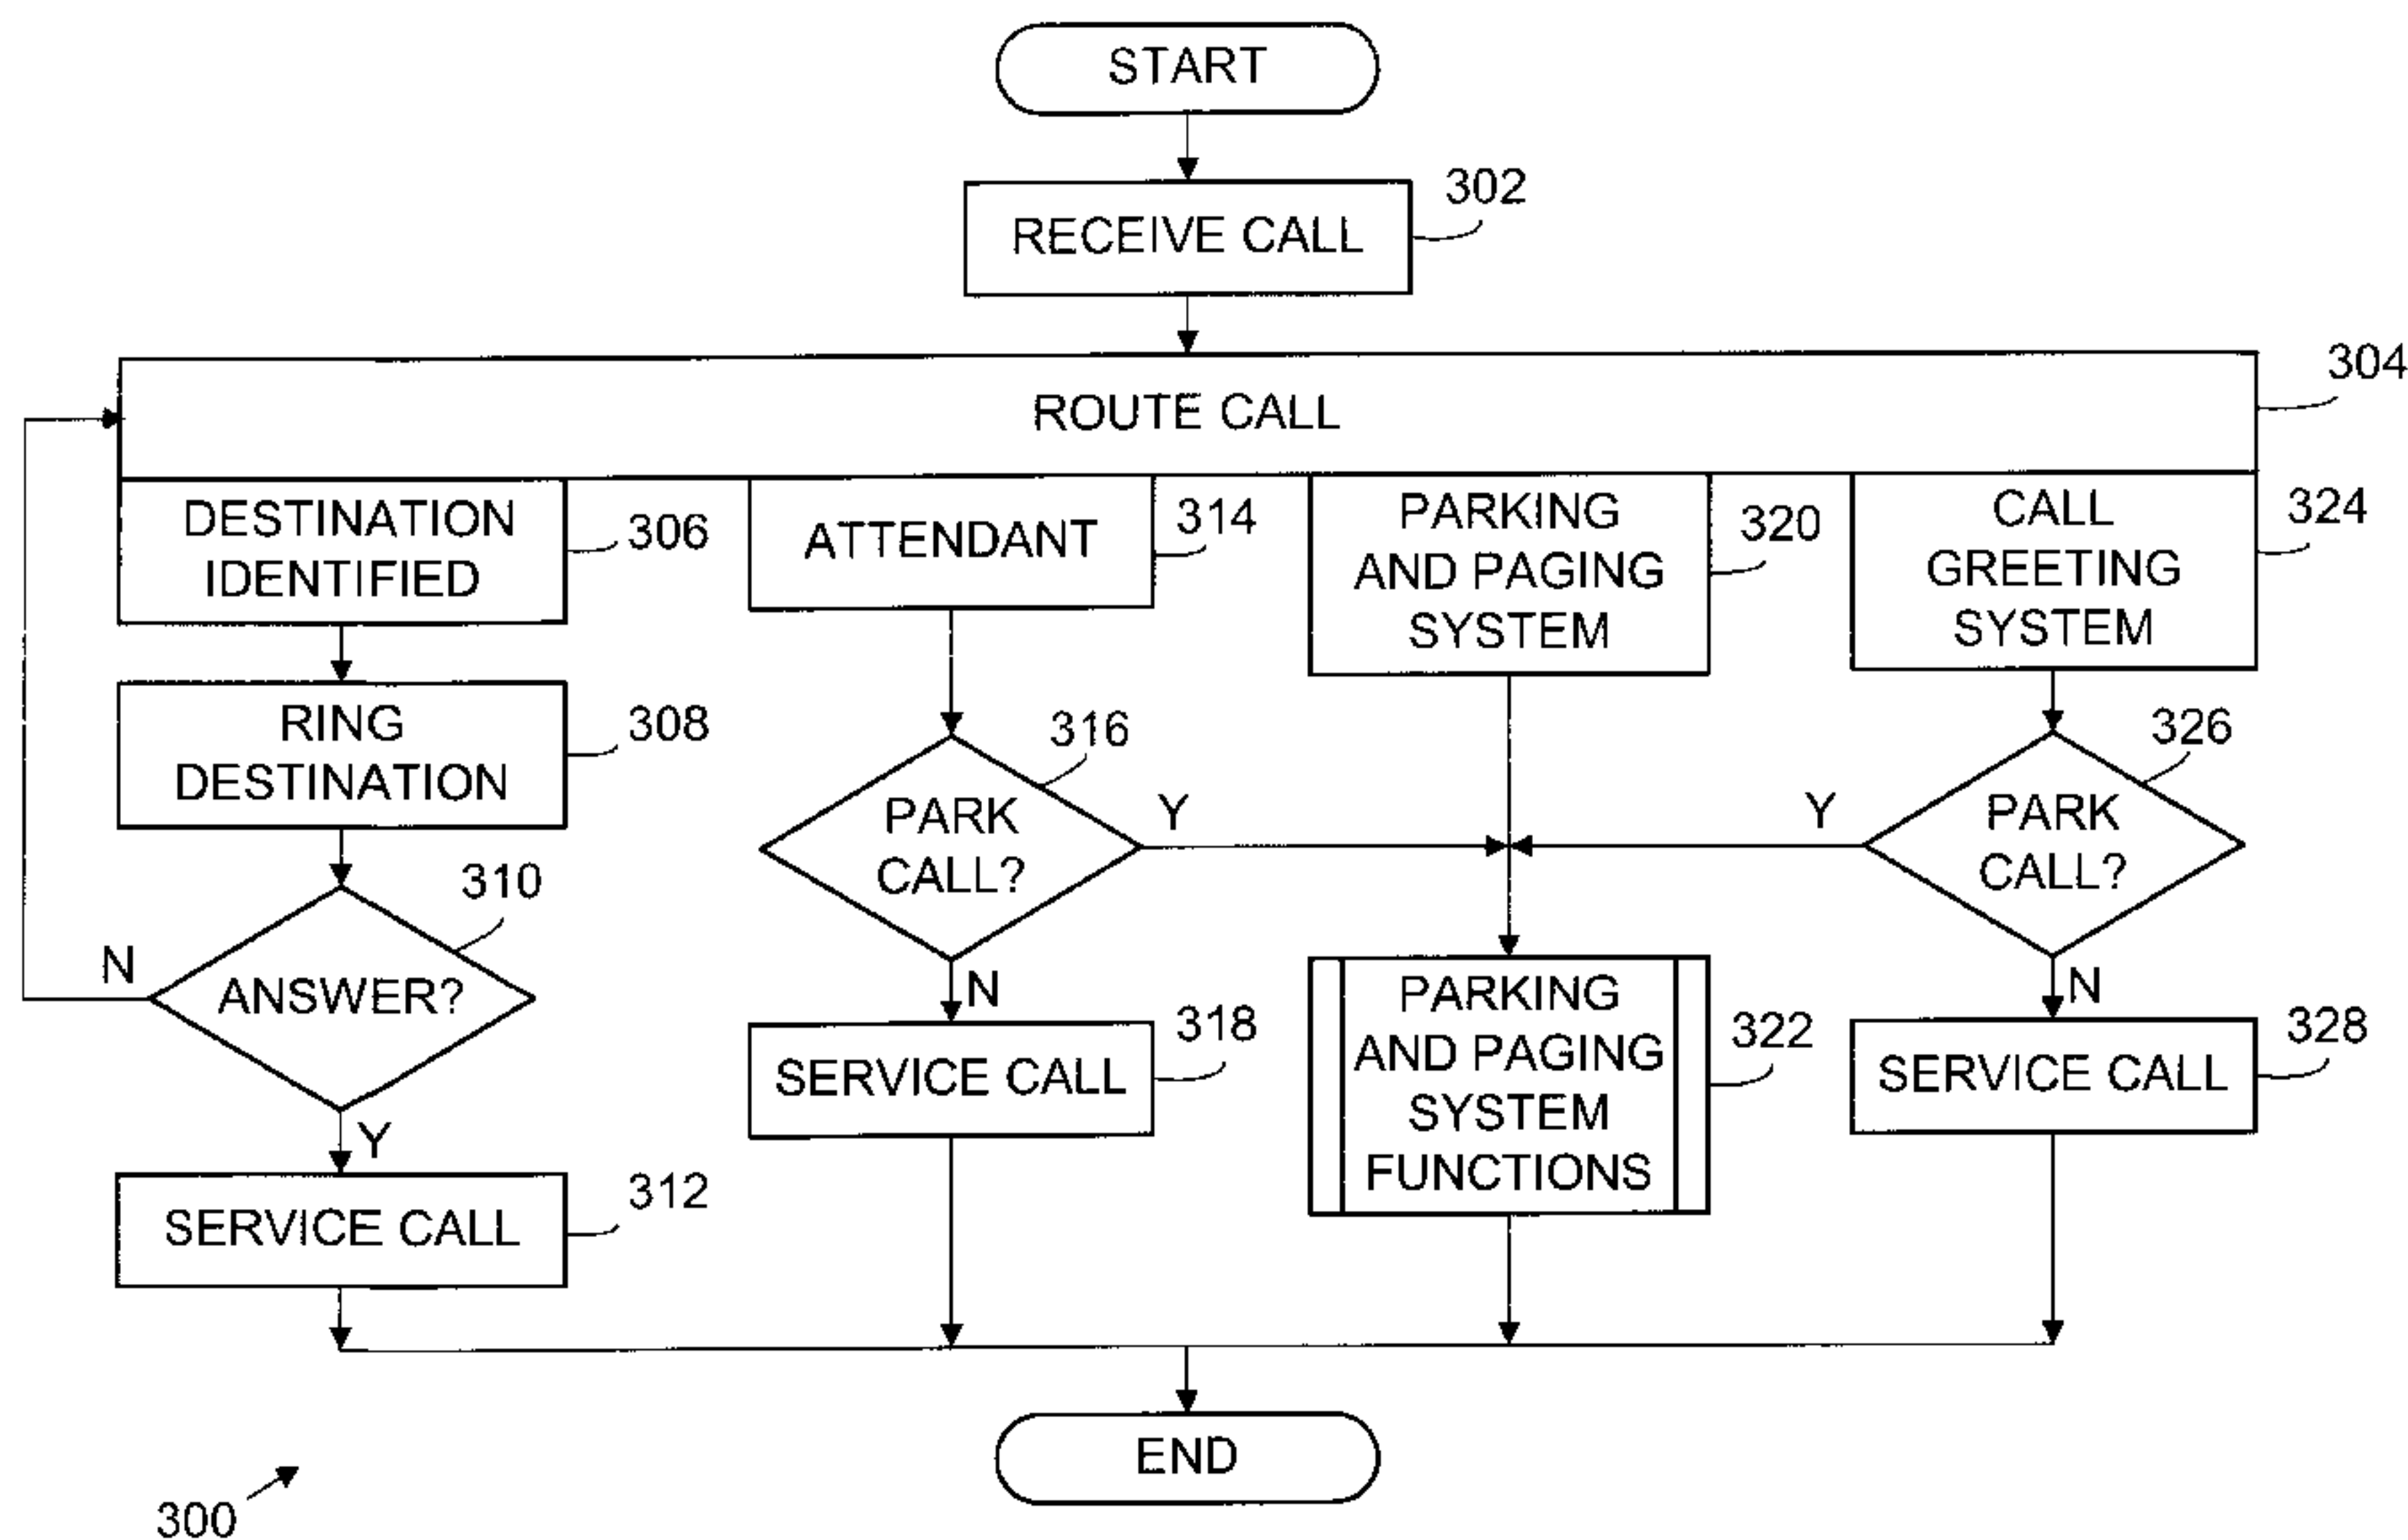 START
302
RECEIVE CALL
304
ROUTE CALL
DESTINATION
IDENTIFIED
306
ATTENDANT
314
PARKING
AND PAGING
SYSTEM
320
CALL
GREETING
SYSTEM
324
RING
DESTINATION
308
316
PARK
CALL?
Y
326
PARK
CALL?
Y
310
ANSWER?
N
N
N
Y
SERVICE CALL
318
PARKING
AND PAGING
SYSTEM
FUNCTIONS
322
SERVICE CALL
328
SERVICE CALL
312
END
300